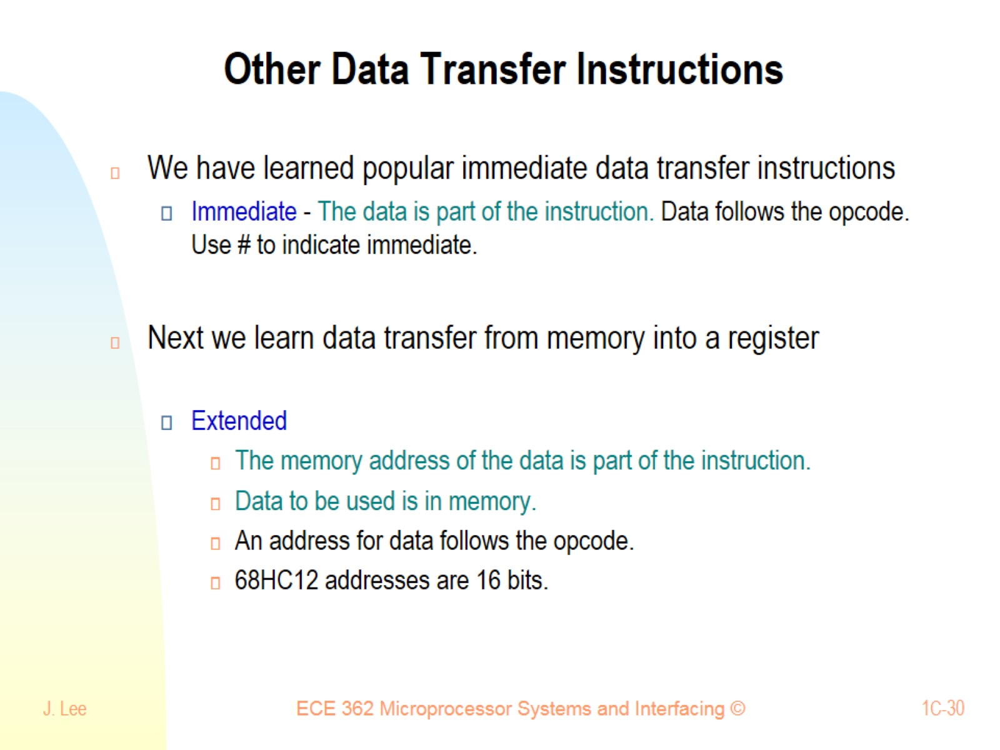 Other Data Transfer Instructions
We have learned popular immediate data transfer instructions
Immediate - The data is part of the instruction. Data follows the opcode.
Use # to indicate immediate.
Next we learn data transfer from memory into a register
Extended
The memory address of the data is part of the instruction.
Data to be used is in memory.
An address for data follows the opcode.
68HC12 addresses are 16 bits.
J. Lee
ECE 362 Microprocessor Systems and Interfacing ©
1C-30